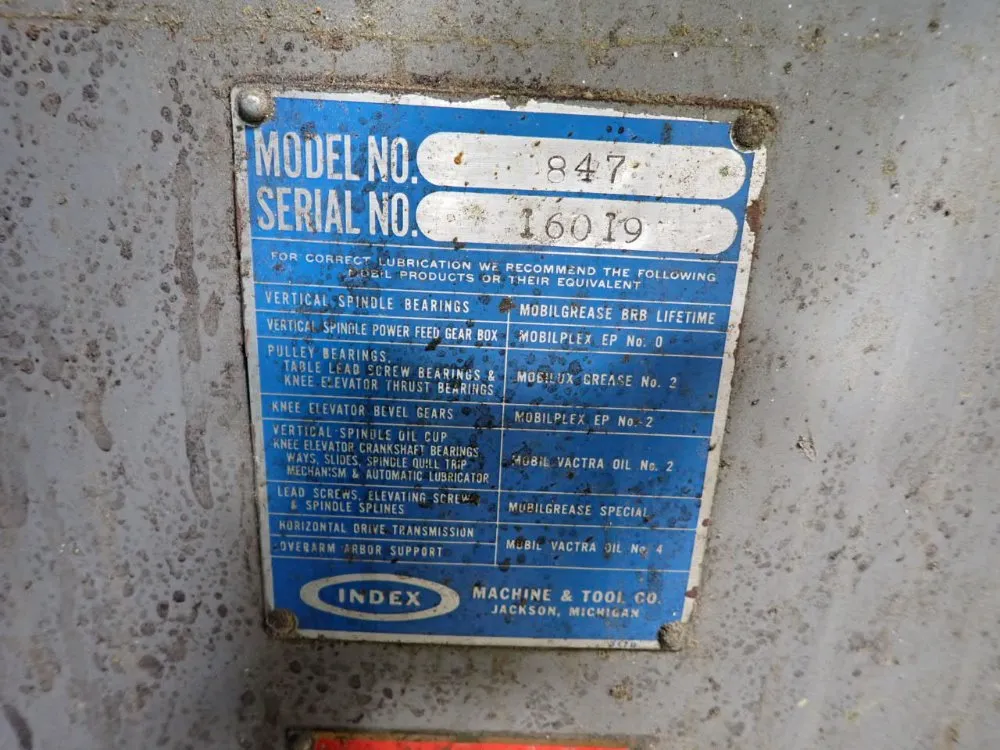 MODEL NO. 847
SERIAL NO. 16019
FOR CORRECT LUBRICATION WE RECOMMEND THE FOLLOWING
MOBIL PRODUCTS OR THEIR EQUIVALENT
VERTICAL SPINDLE BEARINGS MOBILGREASE BRB LIFETIME
VERTICAL SPINDLE POWER FEED GEAR BOX MOBILPLEX EP No. 0
PULLEY BEARINGS,
TABLE LEAD SCREW BEARINGS &
KNEE ELEVATOR THRUST BEARINGS
MOBILUX GREASE No. 2
KNEE ELEVATOR BEVEL GEARS MOBILPLEX EP No. 2
VERTICAL SPINDLE OIL CUP
KNEE ELEVATOR CRANKSHAFT BEARINGS
WAYS, SLIDES, SPINDLE QUILL TRIP
MECHANISM & AUTOMATIC LUBRICATOR
MOBIL VACTRA OIL No. 2
LEAD SCREWS, ELEVATING SCREW
& SPINDLE SPLINES
MOBILGREASE SPECIAL
HORIZONTAL DRIVE TRANSMISSION
OVERARM ARBOR SUPPORT
MOBIL VACTRA OIL No. 4
INDEX
MACHINE & TOOL CO.
JACKSON, MICHIGAN